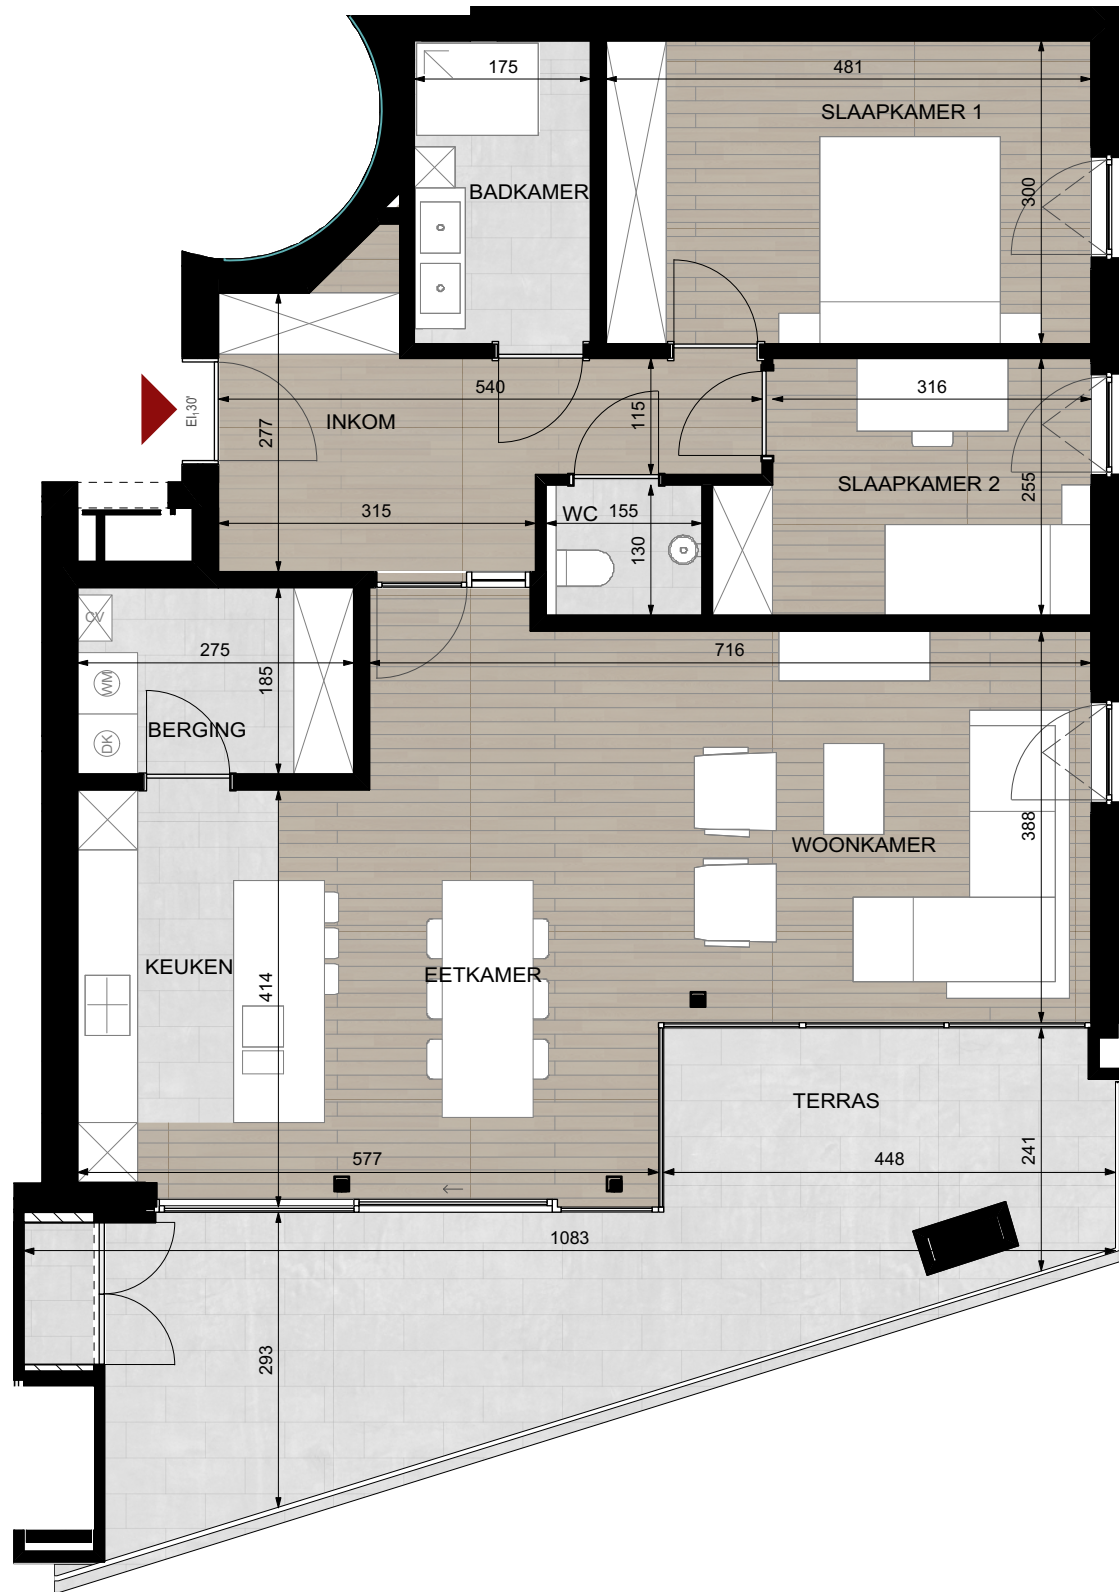 175
481
SLAAPKAMER 1
BADKAMER
300
540
EI,30'
INKOM
277
115
316
SLAAPKAMER 2
255
315
WC
155
130
CV
275
185
WM
BERGING
DK
716
WOONKAMER
388
KEUKEN
414
EETKAMER
TERRAS
577
448
241
1083
293